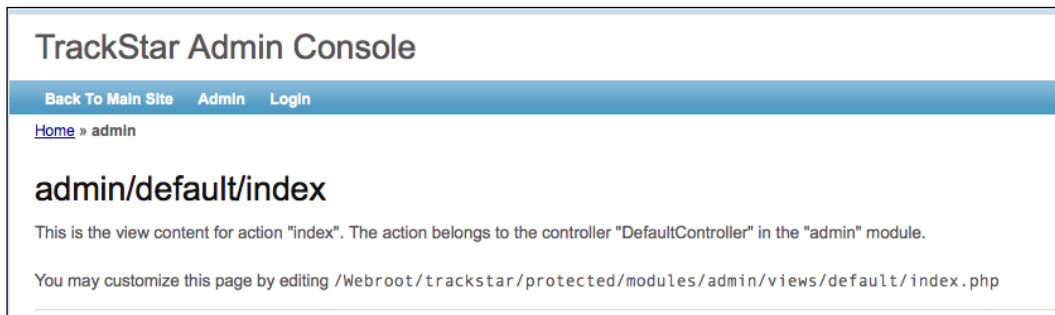 TrackStar Admin Console
Back To Main Site Admin Login
Home » admin
admin/default/index
This is the view content for action "index". The action belongs to the controller "DefaultController" in the "admin" module.
You may customize this page by editing /Webroot/trackstar/protected/modules/admin/views/default/index.php